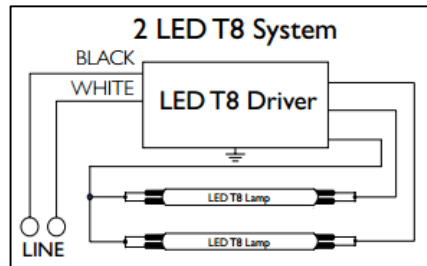 2 LED T8 System
BLACK
WHITE
LED T8 Driver
LED T8 Lamp
LED T8 Lamp
LINE